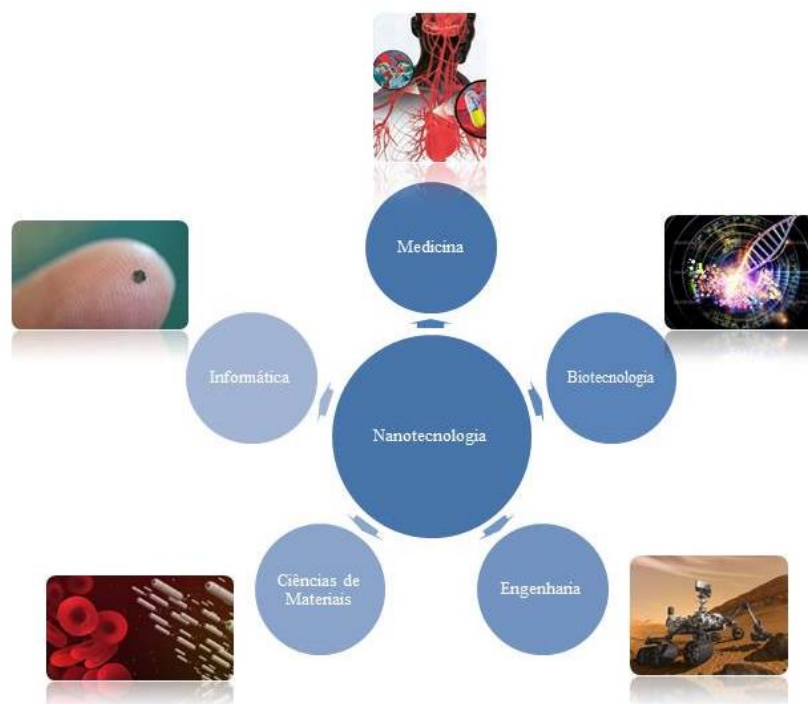 Medicina
Informática
Biotecnologia
Nanotecnologia
Ciências de
Materiais
Engenharia